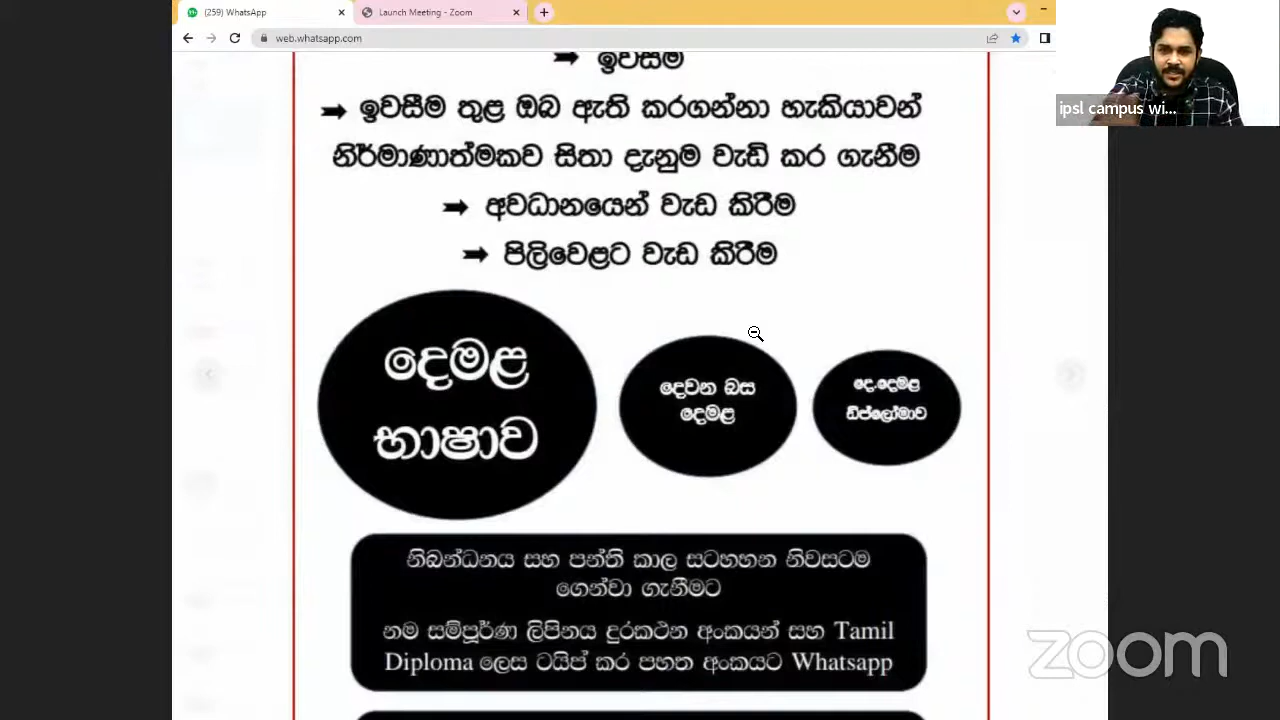 (259) WhatsApp
Launch Meeting - Zoom
web.whatsapp.com
ipsl campus wi...
➡ ඉවසීම
➡ ඉවසීම තුළ ඔබ ඇති කරගන්නා හැකියාවන්
නිර්මාණාත්මකව සිතා දැනුම වැඩි කර ගැනීම
➡ අවධානයෙන් වැඩ කිරීම
➡ පිලිවෙළට වැඩ කිරීම
දෙමළ
භාෂාව
දෙවන බස
දෙමළ
දෙ.දෙමළ
ඩිප්ලෝමාව
නිබන්ධනය සහ පන්ති කාල සටහහන නිවසටම
ගෙන්වා ගැනීමට
නම සම්පූර්ණ ලිපිනය දුරකථන අංකයන් සහ Tamil
Diploma ලෙස ටයිප් කර පහත අංකයට Whatsapp
zoom